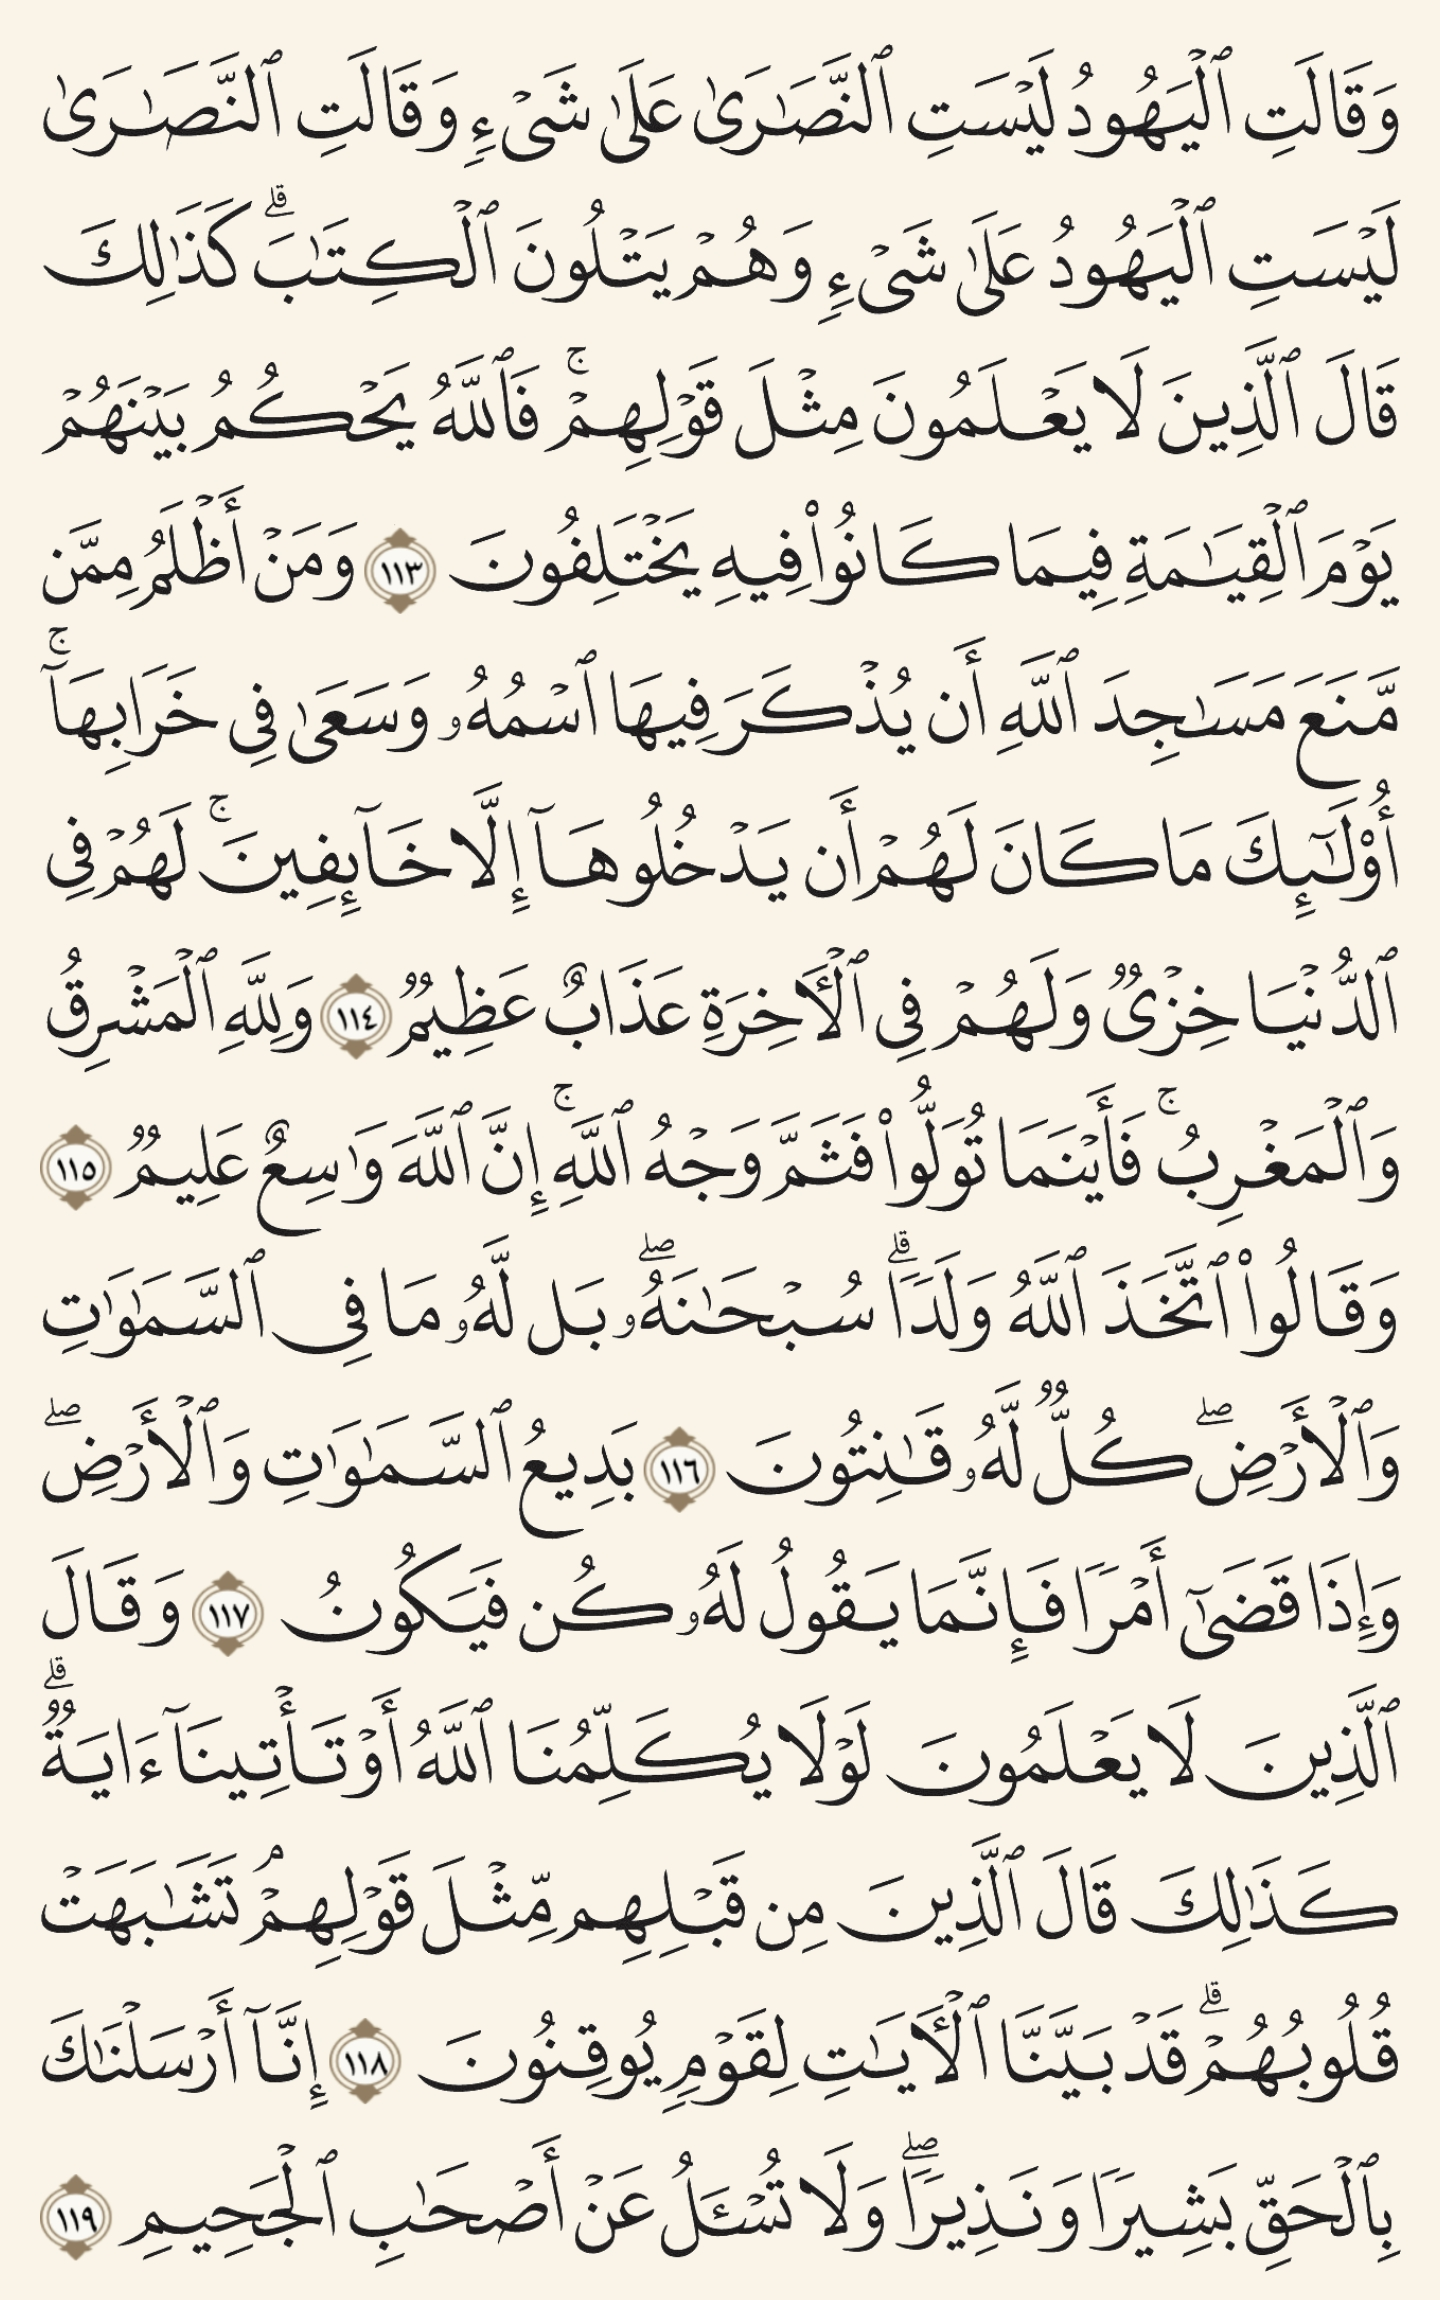 وَقَالَتِ ٱلۡيَهُودُ لَيۡسَتِ ٱلنَّصَٰرَىٰ عَلَىٰ شَيۡءٖ وَقَالَتِ ٱلنَّصَٰرَىٰ
لَيۡسَتِ ٱلۡيَهُودُ عَلَىٰ شَيۡءٖ وَهُمۡ يَتۡلُونَ ٱلۡكِتَٰبَۗ كَذَٰلِكَ
قَالَ ٱلَّذِينَ لَا يَعۡلَمُونَ مِثۡلَ قَوۡلِهِمۡۚ فَٱللَّهُ يَحۡكُمُ بَيۡنَهُمۡ
يَوۡمَ ٱلۡقِيَٰمَةِ فِيمَا كَانُواْ فِيهِ يَخۡتَلِفُونَ ١١٣ وَمَنۡ أَظۡلَمُ مِمَّن
مَّنَعَ مَسَٰجِدَ ٱللَّهِ أَن يُذۡكَرَ فِيهَا ٱسۡمُهُۥ وَسَعَىٰ فِي خَرَابِهَآۚ
أُوْلَٰٓئِكَ مَا كَانَ لَهُمۡ أَن يَدۡخُلُوهَآ إِلَّا خَآئِفِينَۚ لَهُمۡ فِي
ٱلدُّنۡيَا خِزۡيٞ وَلَهُمۡ فِي ٱلۡأٓخِرَةِ عَذَابٌ عَظِيمٞ ١١٤ وَلِلَّهِ ٱلۡمَشۡرِقُ
وَٱلۡمَغۡرِبُۚ فَأَيۡنَمَا تُوَلُّواْ فَثَمَّ وَجۡهُ ٱللَّهِۚ إِنَّ ٱللَّهَ وَٰسِعٌ عَلِيمٞ ١١٥
وَقَالُواْ ٱتَّخَذَ ٱللَّهُ وَلَدٗاۗ سُبۡحَٰنَهُۥۖ بَل لَّهُۥ مَا فِي ٱلسَّمَٰوَٰتِ
وَٱلۡأَرۡضِۖ كُلّٞ لَّهُۥ قَٰنِتُونَ ١١٦ بَدِيعُ ٱلسَّمَٰوَٰتِ وَٱلۡأَرۡضِۖ
وَإِذَا قَضَىٰٓ أَمۡرٗا فَإِنَّمَا يَقُولُ لَهُۥ كُن فَيَكُونُ ١١٧ وَقَالَ
ٱلَّذِينَ لَا يَعۡلَمُونَ لَوۡلَا يُكَلِّمُنَا ٱللَّهُ أَوۡ تَأۡتِينَآ ءَايَةٞۗ
كَذَٰلِكَ قَالَ ٱلَّذِينَ مِن قَبۡلِهِم مِّثۡلَ قَوۡلِهِمۡۘ تَشَٰبَهَتۡ
قُلُوبُهُمۡۗ قَدۡ بَيَّنَّا ٱلۡأٓيَٰتِ لِقَوۡمٖ يُوقِنُونَ ١١٨ إِنَّآ أَرۡسَلۡنَٰكَ
بِٱلۡحَقِّ بَشِيرٗا وَنَذِيرٗاۖ وَلَا تُسۡـَٔلُ عَنۡ أَصۡحَٰبِ ٱلۡجَحِيمِ ١١٩